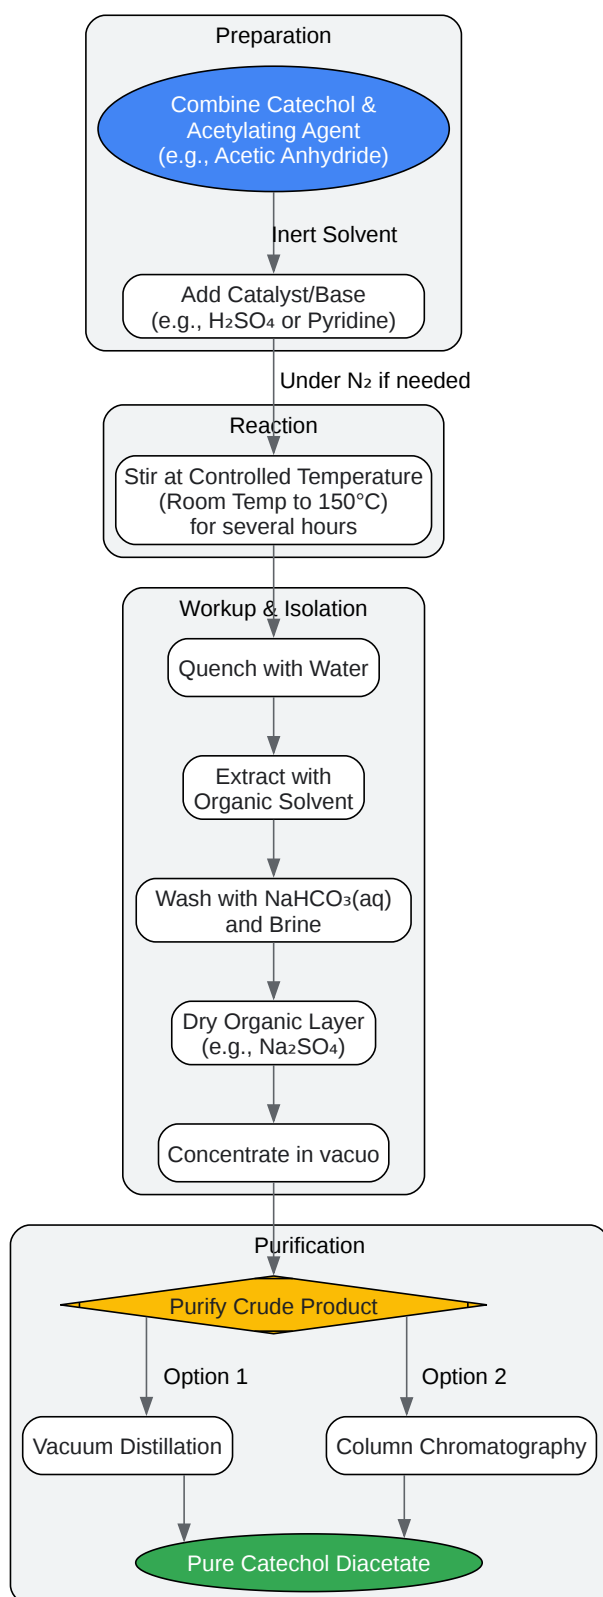 Preparation
Combine Catechol &
Acetylating Agent
(e.g., Acetic Anhydride)
Inert Solvent
Add Catalyst/Base
(e.g., H₂SO₄ or Pyridine)
Under N₂ if needed
Reaction
Stir at Controlled Temperature
(Room Temp to 150°C)
for several hours
Workup & Isolation
Quench with Water
Extract with
Organic Solvent
Wash with NaHCO₃(aq)
and Brine
Dry Organic Layer
(e.g., Na₂SO₄)
Concentrate in vacuo
Purification
Purify Crude Product
Option 1
Option 2
Vacuum Distillation
Column Chromatography
Pure Catechol Diacetate